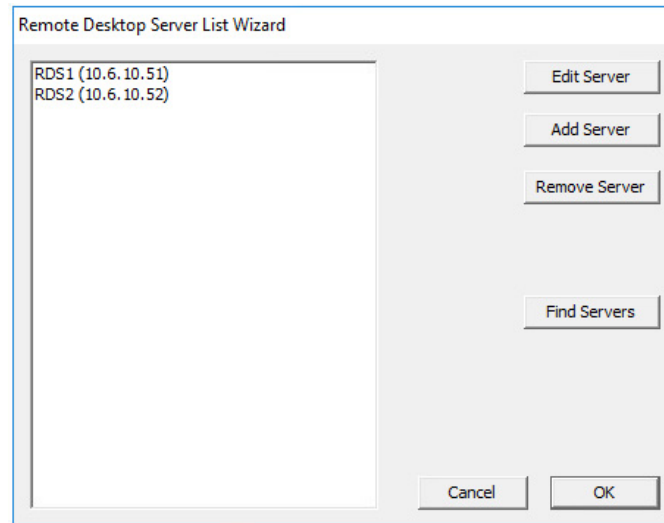 Remote Desktop Server List Wizard
RDS1 (10.6.10.51)
RDS2 (10.6.10.52)
Edit Server
Add Server
Remove Server
Find Servers
Cancel
OK